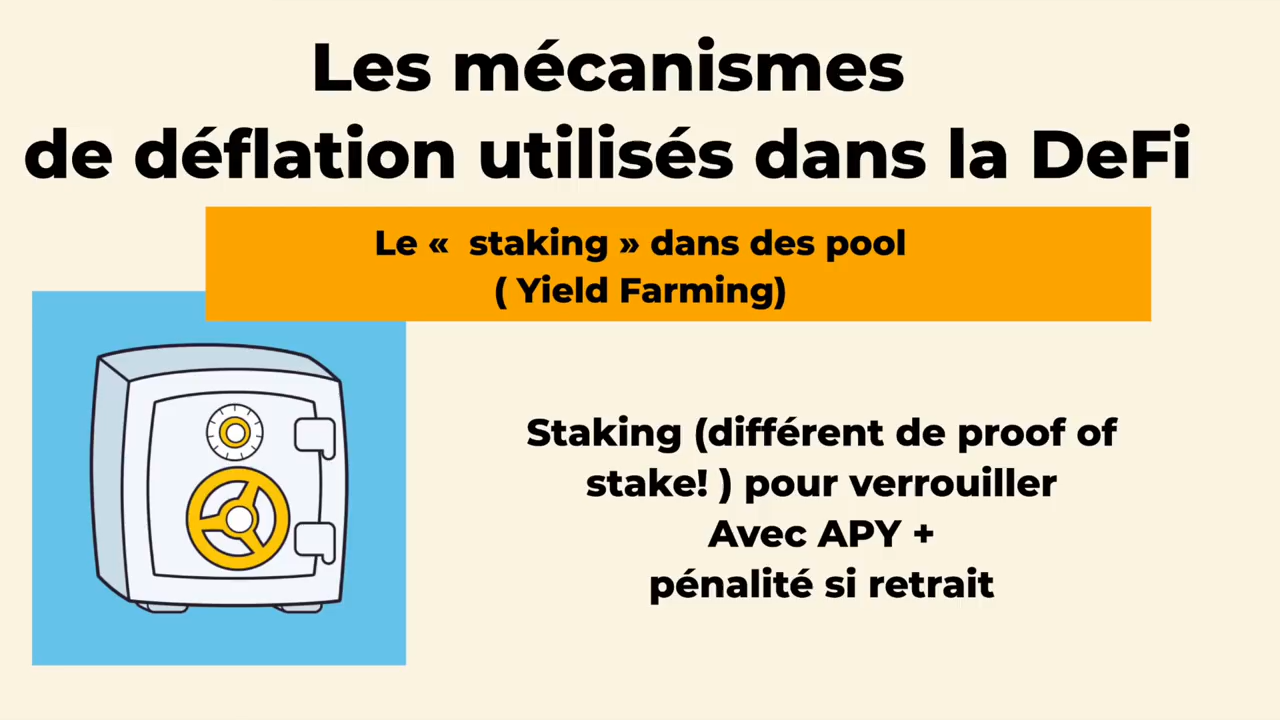 Les mécanismes
de déflation utilisés dans la DeFi
Le «  staking » dans des pool
( Yield Farming)
Staking (différent de proof of
stake! ) pour verrouiller
Avec APY +
pénalité si retrait